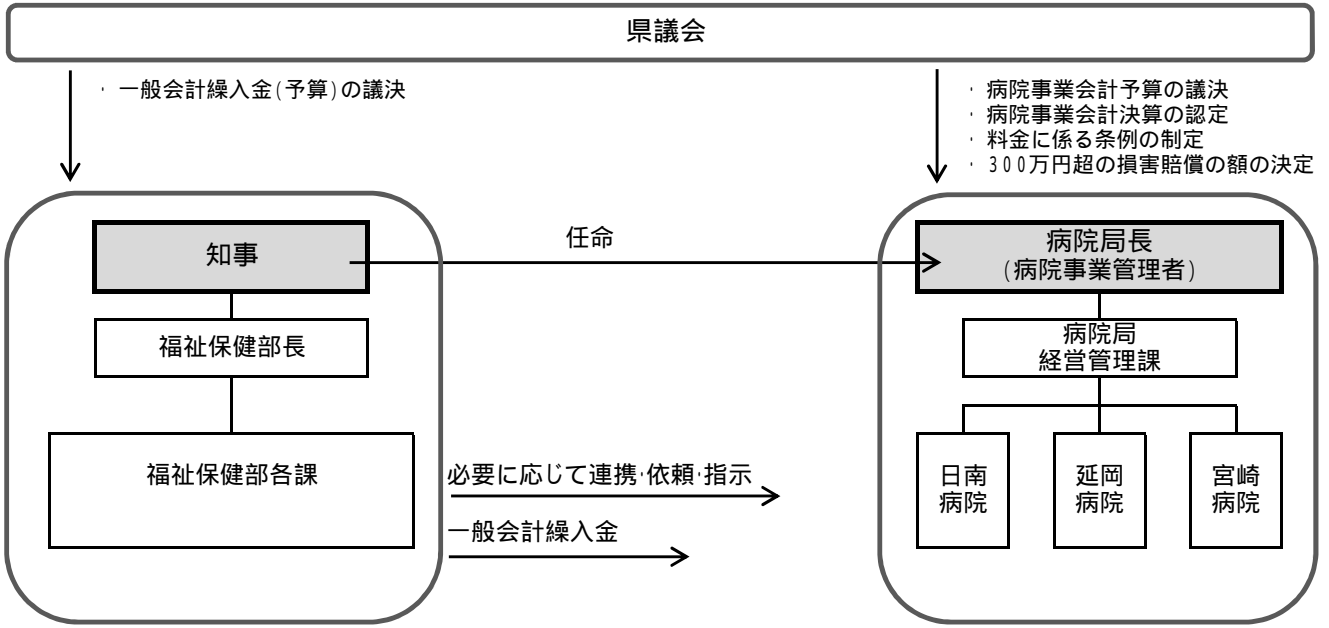 県議会
・一般会計繰入金(予算)の議決
・病院事業会計予算の議決
・病院事業会計決算の認定
・料金に係る条例の制定
・300万円超の損害賠償の額の決定
知事
任命
病院局長
(病院事業管理者)
福祉保健部長
病院局
経営管理課
福祉保健部各課
必要に応じて連携・依頼・指示
一般会計繰入金
日南
病院
延岡
病院
宮崎
病院